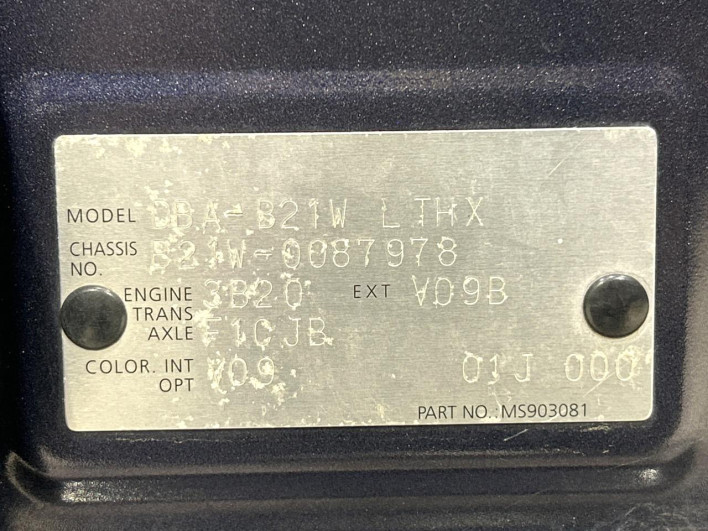 MODEL DBA-B21W LTHX
CHASSIS NO. B21W-0087978
ENGINE 3B20 EXT V09B
TRANS AXLE F1CJB
COLOR. INT OPT V09 01J 000
PART NO.:MS903081